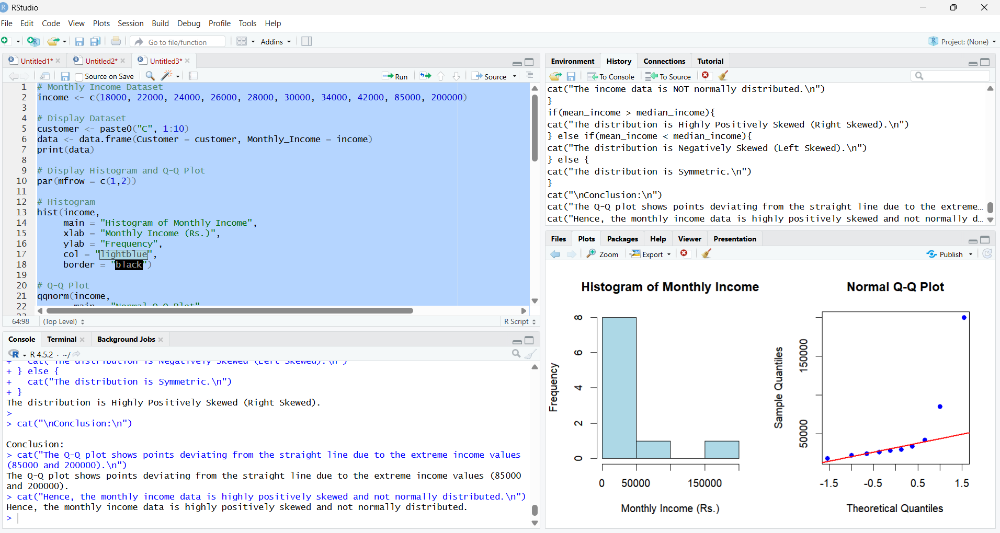 RStudio
File Edit Code View Plots Session Build Debug Profile Tools Help
Go to file/function Addins Project: (None)
Untitled1* Untitled2* Untitled3*
Source on Save Run Source
1 # Monthly Income Dataset
2 income <- c(18000, 22000, 24000, 26000, 28000, 30000, 34000, 42000, 85000, 200000)
3
4 # Display Dataset
5 customer <- paste0("C", 1:10)
6 data <- data.frame(Customer = customer, Monthly_Income = income)
7 print(data)
8
9 # Display Histogram and Q-Q Plot
10 par(mfrow = c(1,2))
11
12 # Histogram
13 hist(income,
14 main = "Histogram of Monthly Income",
15 xlab = "Monthly Income (Rs.)",
16 ylab = "Frequency",
17 col = "lightblue",
18 border = "black")
19
20 # Q-Q Plot
21 qqnorm(income,
22 main = "Normal Q-Q Plot"
64:98 (Top Level) R Script
Console Terminal Background Jobs
R R 4.5.2 · ~/
+ cat("The distribution is Negatively Skewed (Left Skewed).\n")
+ } else {
+ cat("The distribution is Symmetric.\n")
+ }
The distribution is Highly Positively Skewed (Right Skewed).
>
> cat("\nConclusion:\n")
Conclusion:
> cat("The Q-Q plot shows points deviating from the straight line due to the extreme income values
(85000 and 200000).\n")
The Q-Q plot shows points deviating from the straight line due to the extreme income values (85000
and 200000).
> cat("Hence, the monthly income data is highly positively skewed and not normally distributed.\n")
Hence, the monthly income data is highly positively skewed and not normally distributed.
>
Environment History Connections Tutorial
To Console To Source
cat("The income data is NOT normally distributed.\n")
}
if(mean_income > median_income){
cat("The distribution is Highly Positively Skewed (Right Skewed).\n")
} else if(mean_income < median_income){
cat("The distribution is Negatively Skewed (Left Skewed).\n")
} else {
cat("The distribution is Symmetric.\n")
}
cat("\nConclusion:\n")
cat("The Q-Q plot shows points deviating from the straight line due to the extreme…
cat("Hence, the monthly income data is highly positively skewed and not normally d…
Files Plots Packages Help Viewer Presentation
Zoom Export Publish
Histogram of Monthly Income
Frequency
8
6
4
2
0
0 50000 150000
Monthly Income (Rs.)
Normal Q-Q Plot
Sample Quantiles
150000
50000
-1.5 -0.5 0.5 1.5
Theoretical Quantiles